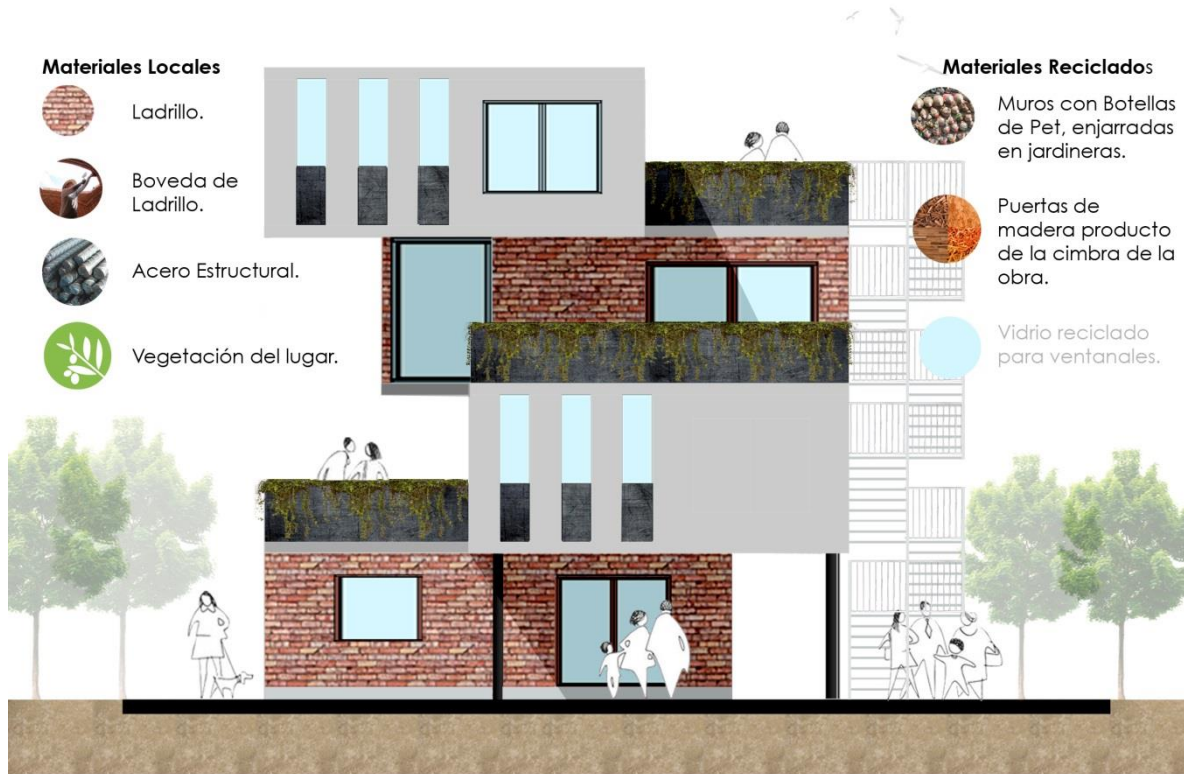 Materiales Locales
Ladrillo.
Boveda de
Ladrillo.
Acero Estructural.
Vegetación del lugar.
Materiales Reciclados
Muros con Botellas
de Pet, enjarradas
en jardineras.
Puertas de
madera producto
de la cimbra de la
obra.
Vidrio reciclado
para ventanales.